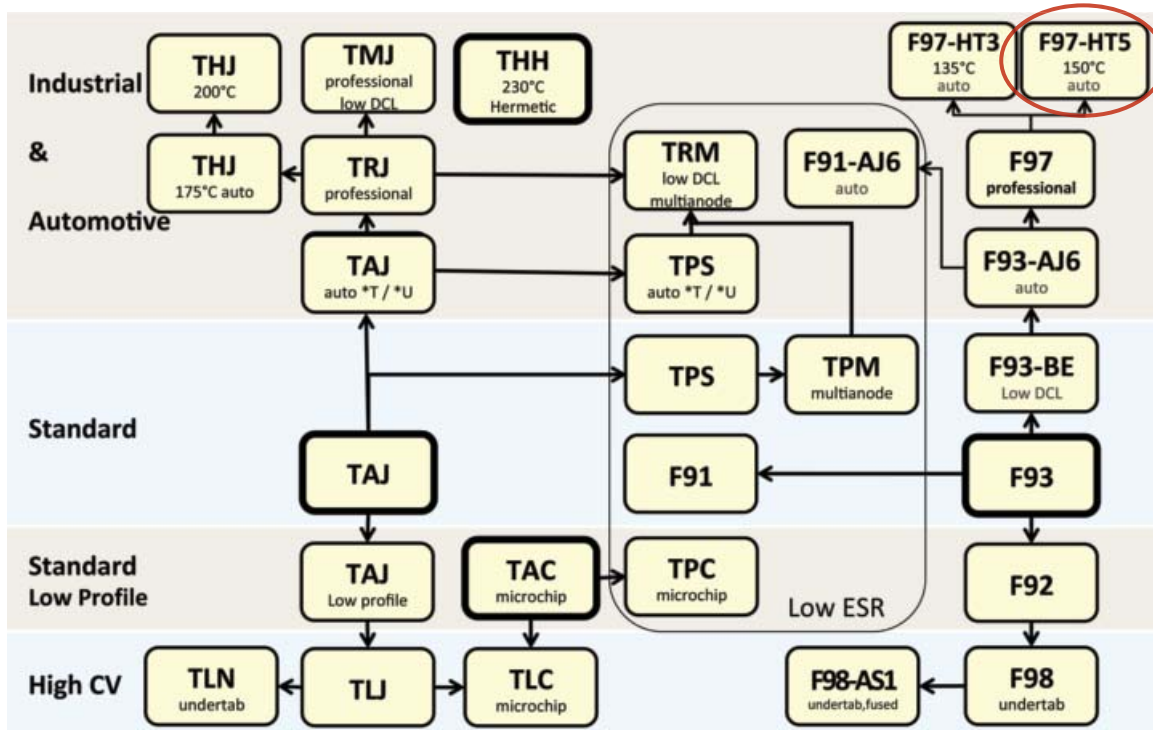 Industrial
&
Automotive
THJ
200°C
TMJ
professional
low DCL
THH
230°C
Hermetic
F97-HT3
135°C
auto
F97-HT5
150°C
auto
THJ
175°C auto
TRJ
professional
TRM
low DCL
multianode
F91-AJ6
auto
F97
professional
TAJ
auto *T / *U
TPS
auto *T / *U
F93-AJ6
auto
Standard
TPS
TPM
multianode
F93-BE
Low DCL
TAJ
F91
F93
Standard
Low Profile
TAJ
Low profile
TAC
microchip
TPC
microchip
Low ESR
F92
High CV
TLN
undertab
TLJ
TLC
microchip
F98-AS1
undertab,fused
F98
undertab